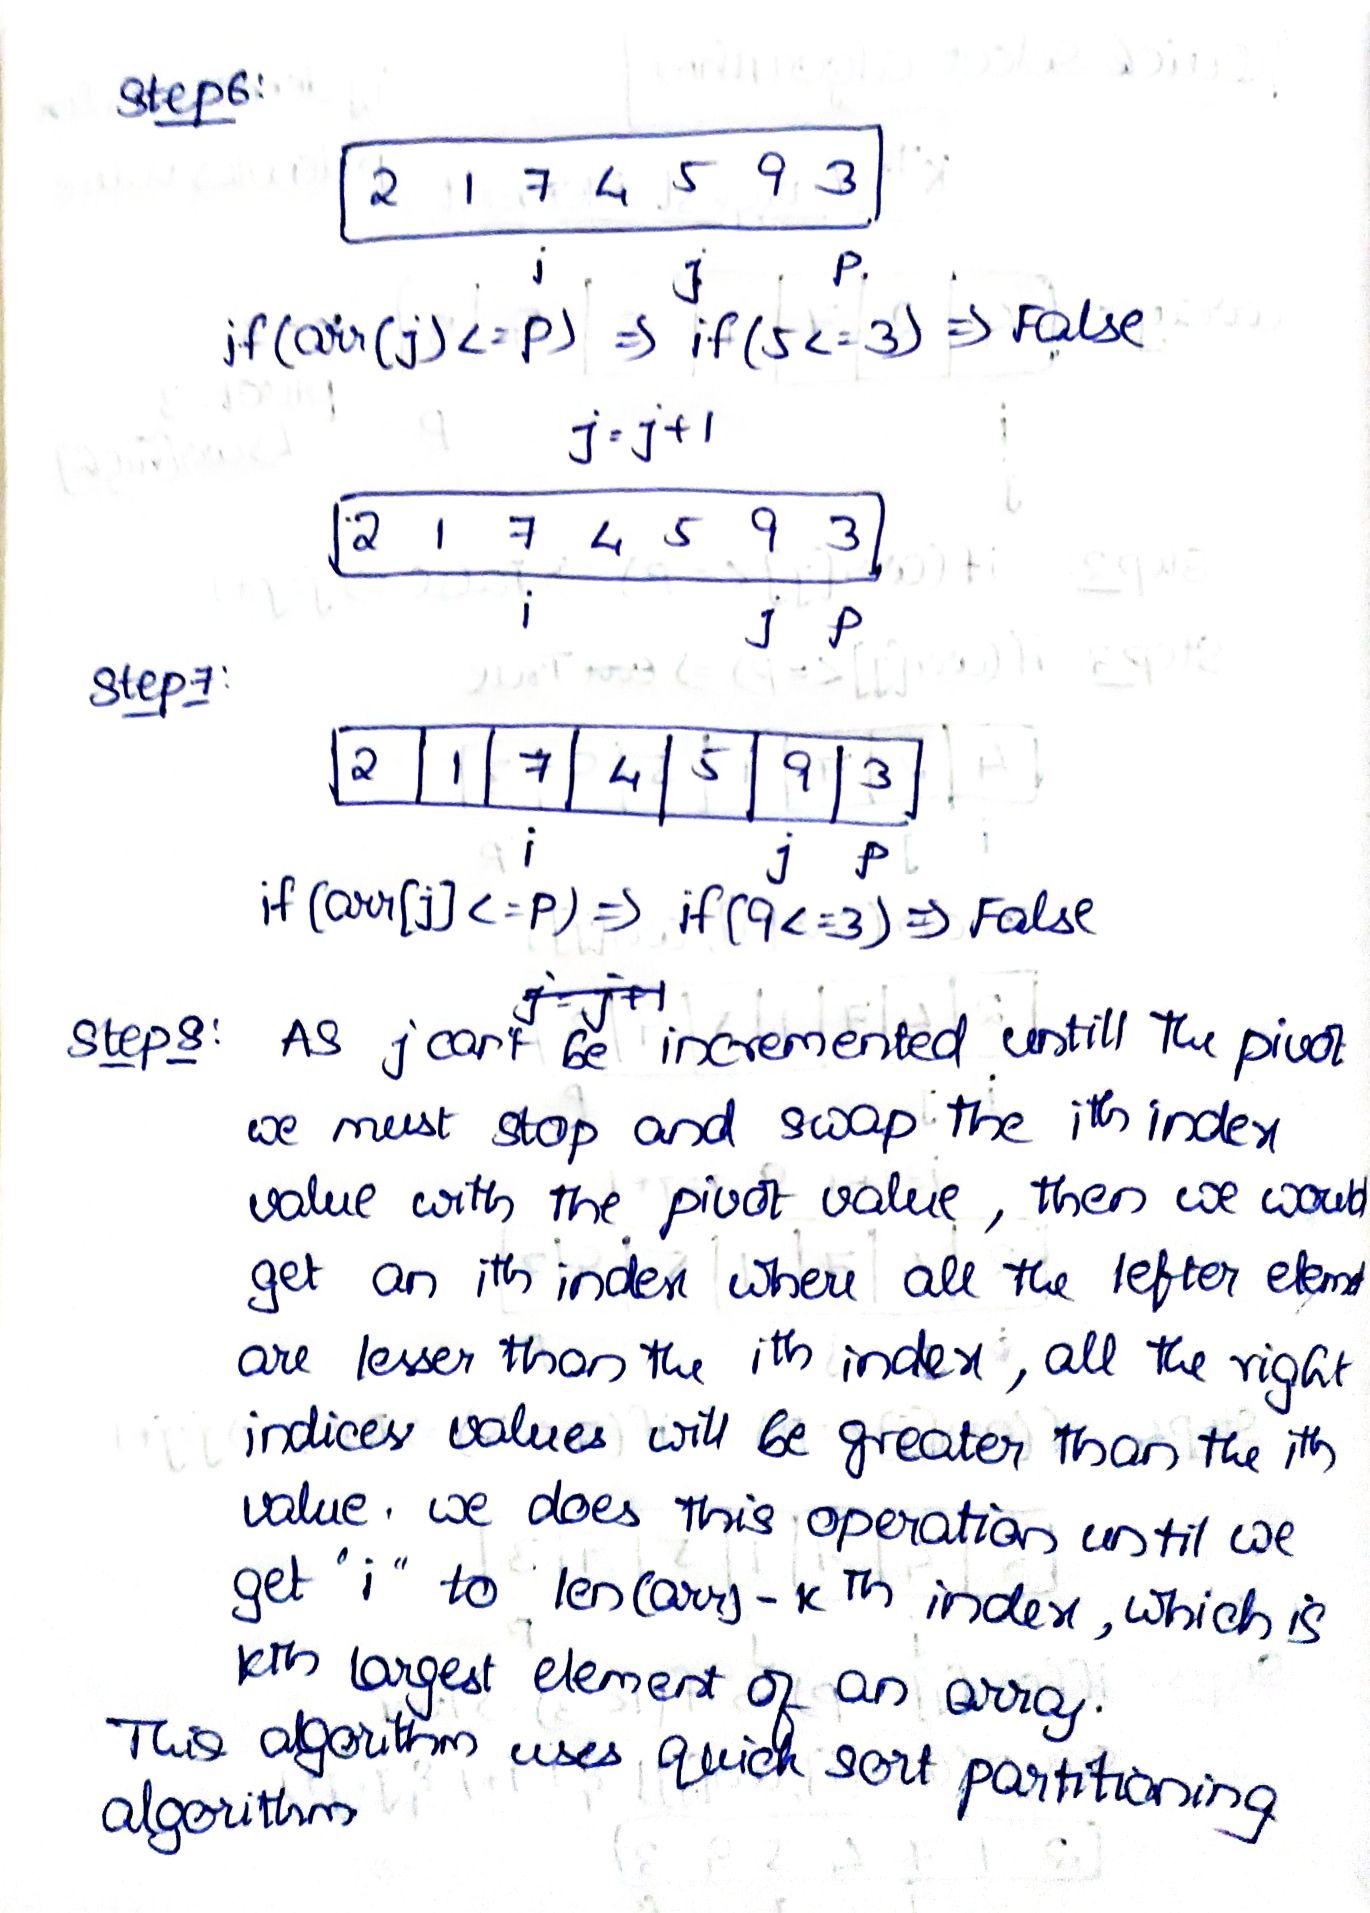 Step6:
2 1 7 4 5 9 3
i j P.
if(arr(j)<=P) => if(5<=3) => False
j=j+1
2 1 7 4 5 9 3
i j P
Step7:
2 1 7 4 5 9 3
i j P
if(arr[j]<=P) => if(9<=3) => False
j=j+1
Step8: AS j can't be incremented untill the pivot
we must stop and swap the ith index
value with the pivot value, then we would
get an ith index where all the lefter elemt
are lesser than the ith index, all the right
indices values will be greater than the ith
value. we does this operation until we
get "i" to len(arr)-kth index, which is
kth largest element of an array.
This algorithm uses quick sort partitioning
algorithm